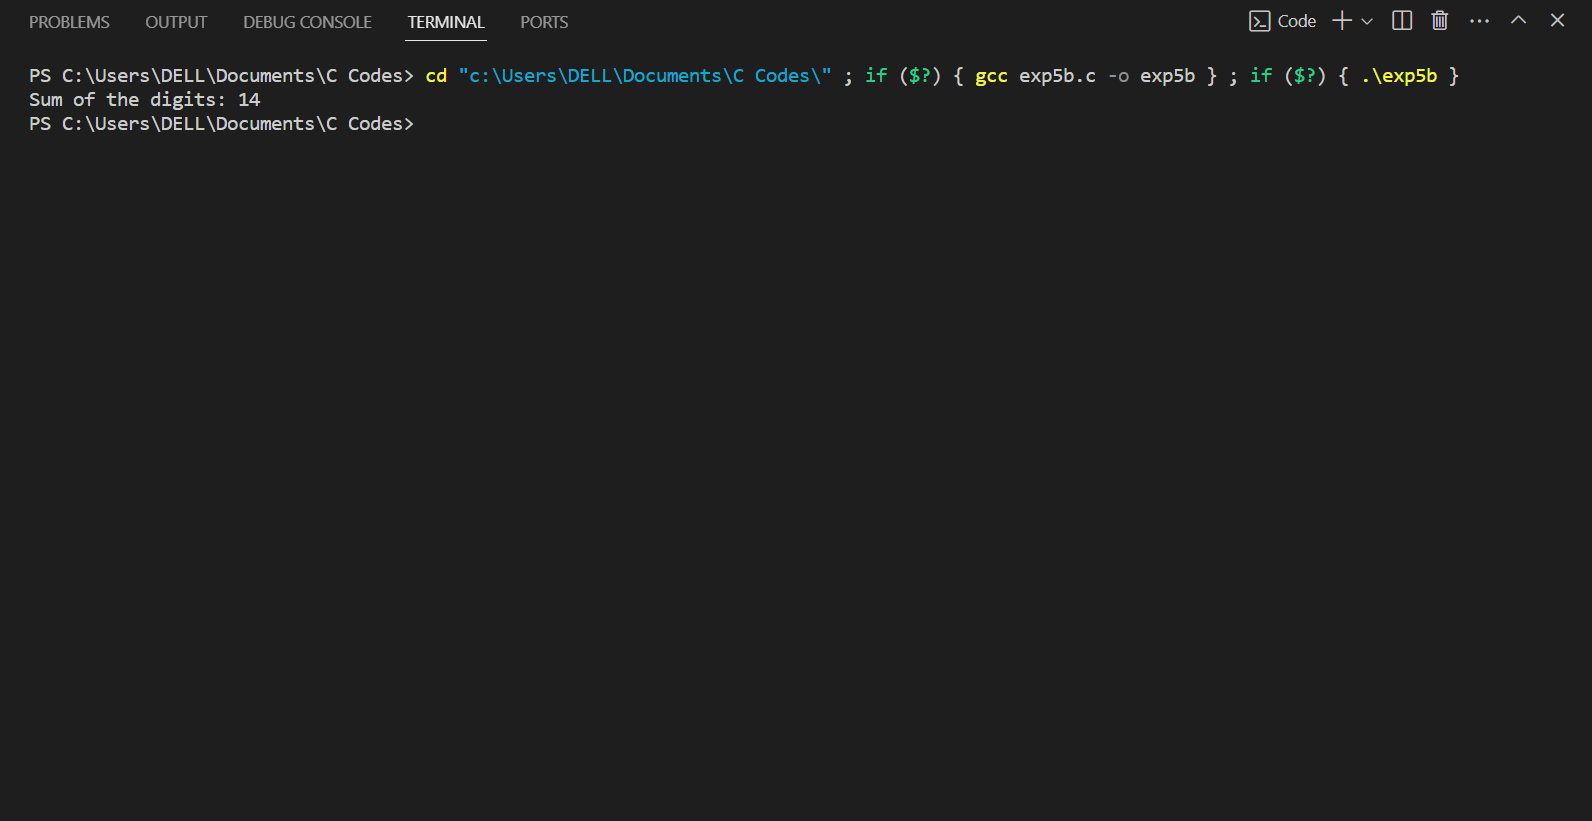 PROBLEMS OUTPUT DEBUG CONSOLE TERMINAL PORTS Code
PS C:\Users\DELL\Documents\C Codes> cd "c:\Users\DELL\Documents\C Codes\" ; if ($?) { gcc exp5b.c -o exp5b } ; if ($?) { .\exp5b }
Sum of the digits: 14
PS C:\Users\DELL\Documents\C Codes>